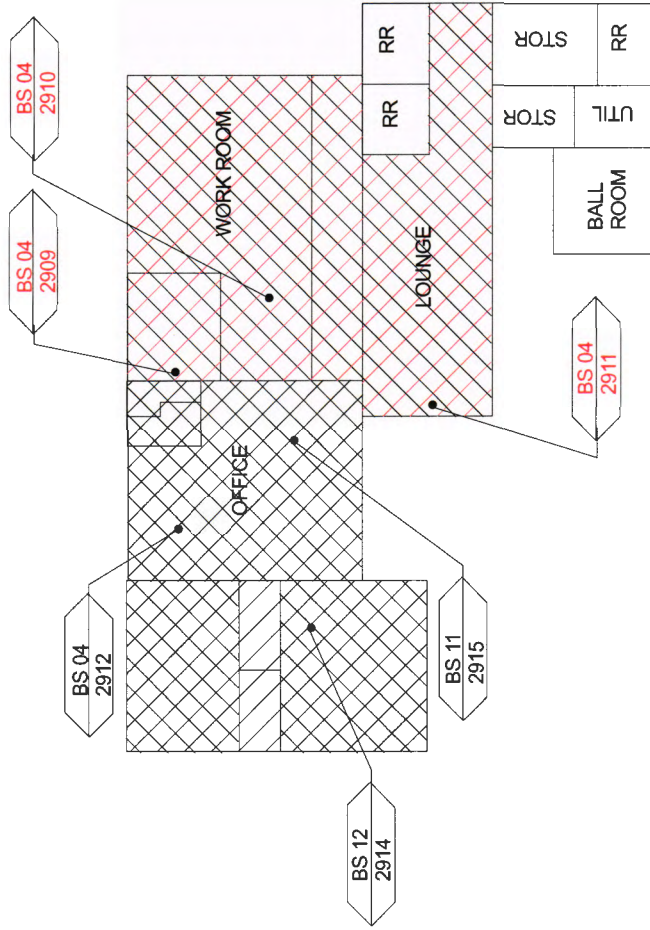 BS 04
2910
BS 04
2909
BS 04
2912
BS 12
2914
BS 11
2915
BS 04
2911
WORK ROOM
OFFICE
LOUNGE
RR
RR
STOR
RR
STOR
UTIL
BALL
ROOM